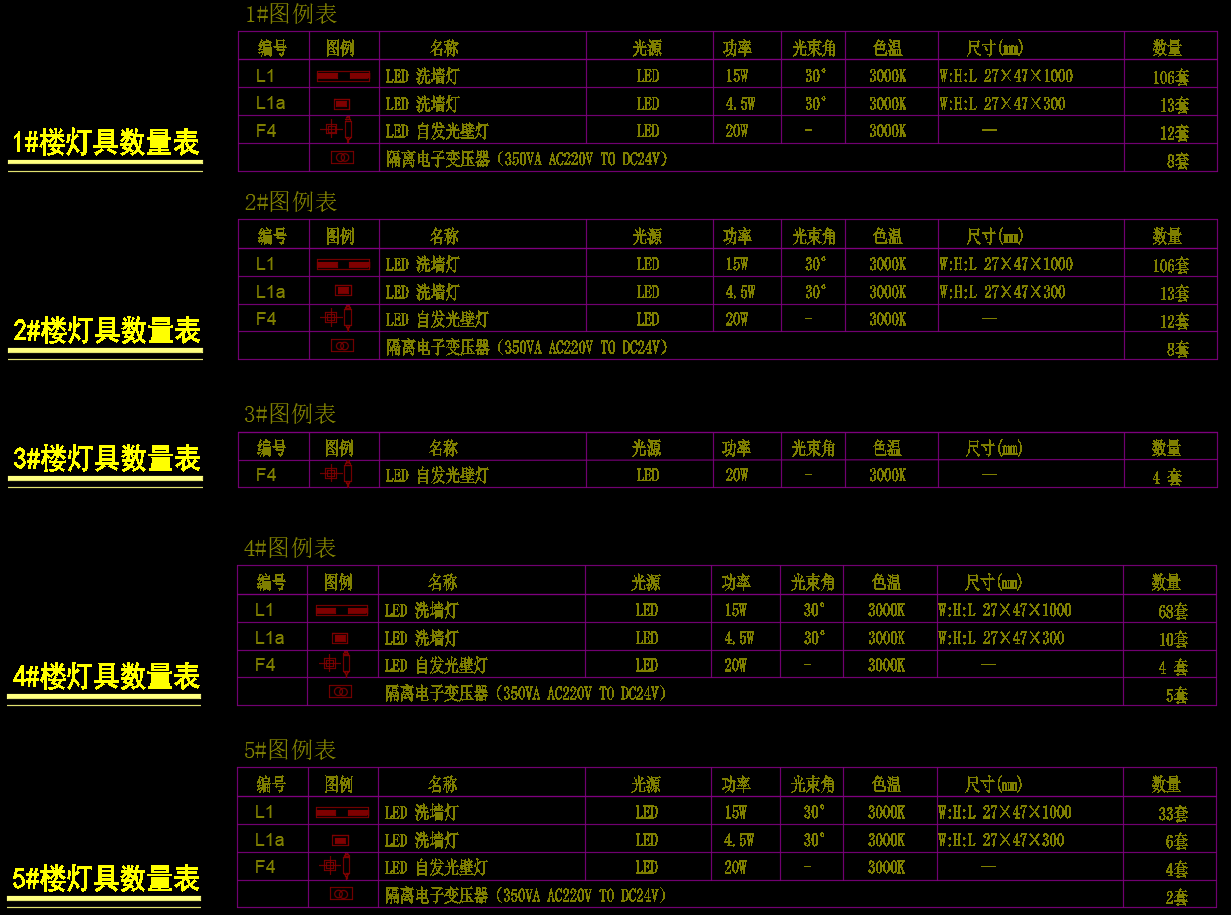 1#图例表
编号 图例 名称 光源 功率 光束角 色温 尺寸(mm) 数量
L1 LED 洗墙灯 LED 15W 30° 3000K W:H:L 27×47×1000 106套
L1a LED 洗墙灯 LED 4.5W 30° 3000K W:H:L 27×47×300 13套
F4 LED 自发光壁灯 LED 20W - 3000K — 12套
隔离电子变压器 (350VA AC220V TO DC24V) 8套
1#楼灯具数量表
2#图例表
编号 图例 名称 光源 功率 光束角 色温 尺寸(mm) 数量
L1 LED 洗墙灯 LED 15W 30° 3000K W:H:L 27×47×1000 106套
L1a LED 洗墙灯 LED 4.5W 30° 3000K W:H:L 27×47×300 13套
F4 LED 自发光壁灯 LED 20W - 3000K — 12套
隔离电子变压器 (350VA AC220V TO DC24V) 8套
2#楼灯具数量表
3#图例表
编号 图例 名称 光源 功率 光束角 色温 尺寸(mm) 数量
F4 LED 自发光壁灯 LED 20W - 3000K — 4 套
3#楼灯具数量表
4#图例表
编号 图例 名称 光源 功率 光束角 色温 尺寸(mm) 数量
L1 LED 洗墙灯 LED 15W 30° 3000K W:H:L 27×47×1000 68套
L1a LED 洗墙灯 LED 4.5W 30° 3000K W:H:L 27×47×300 10套
F4 LED 自发光壁灯 LED 20W - 3000K — 4 套
隔离电子变压器 (350VA AC220V TO DC24V) 5套
4#楼灯具数量表
5#图例表
编号 图例 名称 光源 功率 光束角 色温 尺寸(mm) 数量
L1 LED 洗墙灯 LED 15W 30° 3000K W:H:L 27×47×1000 33套
L1a LED 洗墙灯 LED 4.5W 30° 3000K W:H:L 27×47×300 6套
F4 LED 自发光壁灯 LED 20W - 3000K — 4套
隔离电子变压器 (350VA AC220V TO DC24V) 2套
5#楼灯具数量表